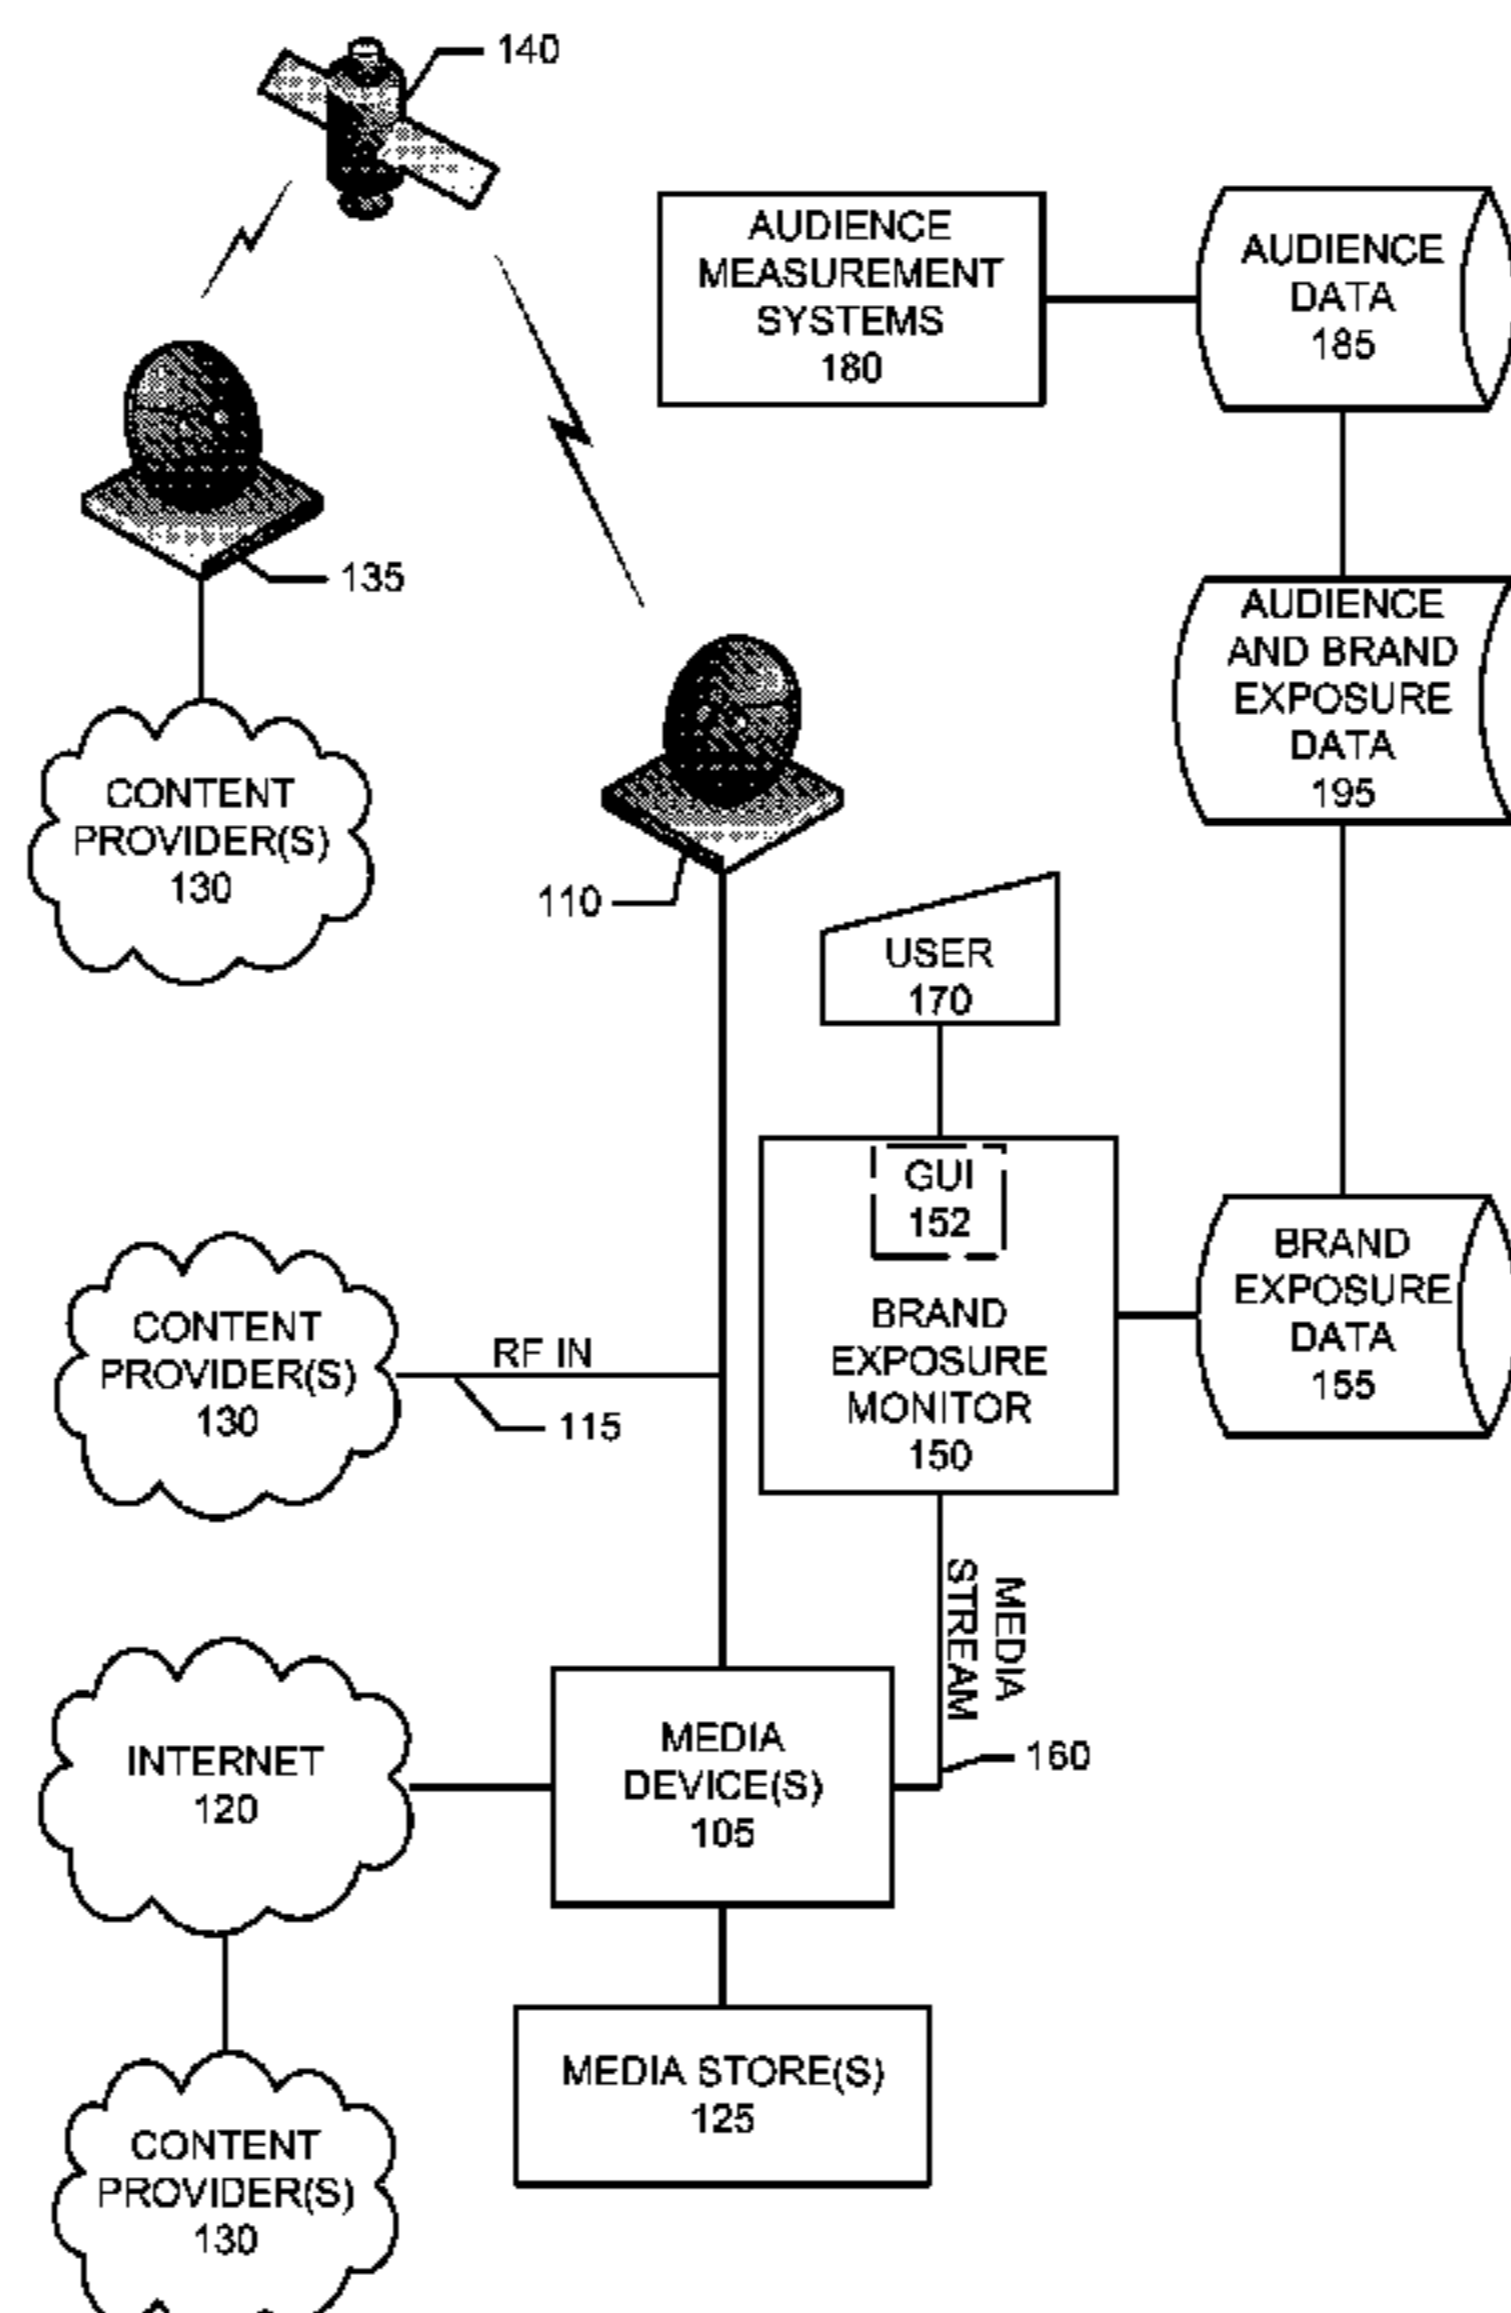 140
AUDIENCE
MEASUREMENT
SYSTEMS
180
AUDIENCE
DATA
185
135
AUDIENCE
AND BRAND
EXPOSURE
DATA
195
CONTENT
PROVIDER(S)
130
110
USER
170
GUI
152
BRAND
EXPOSURE
MONITOR
150
BRAND
EXPOSURE
DATA
155
CONTENT
PROVIDER(S)
130
RF IN
115
MEDIA
STREAM
160
INTERNET
120
MEDIA
DEVICE(S)
105
MEDIA STORE(S)
125
CONTENT
PROVIDER(S)
130